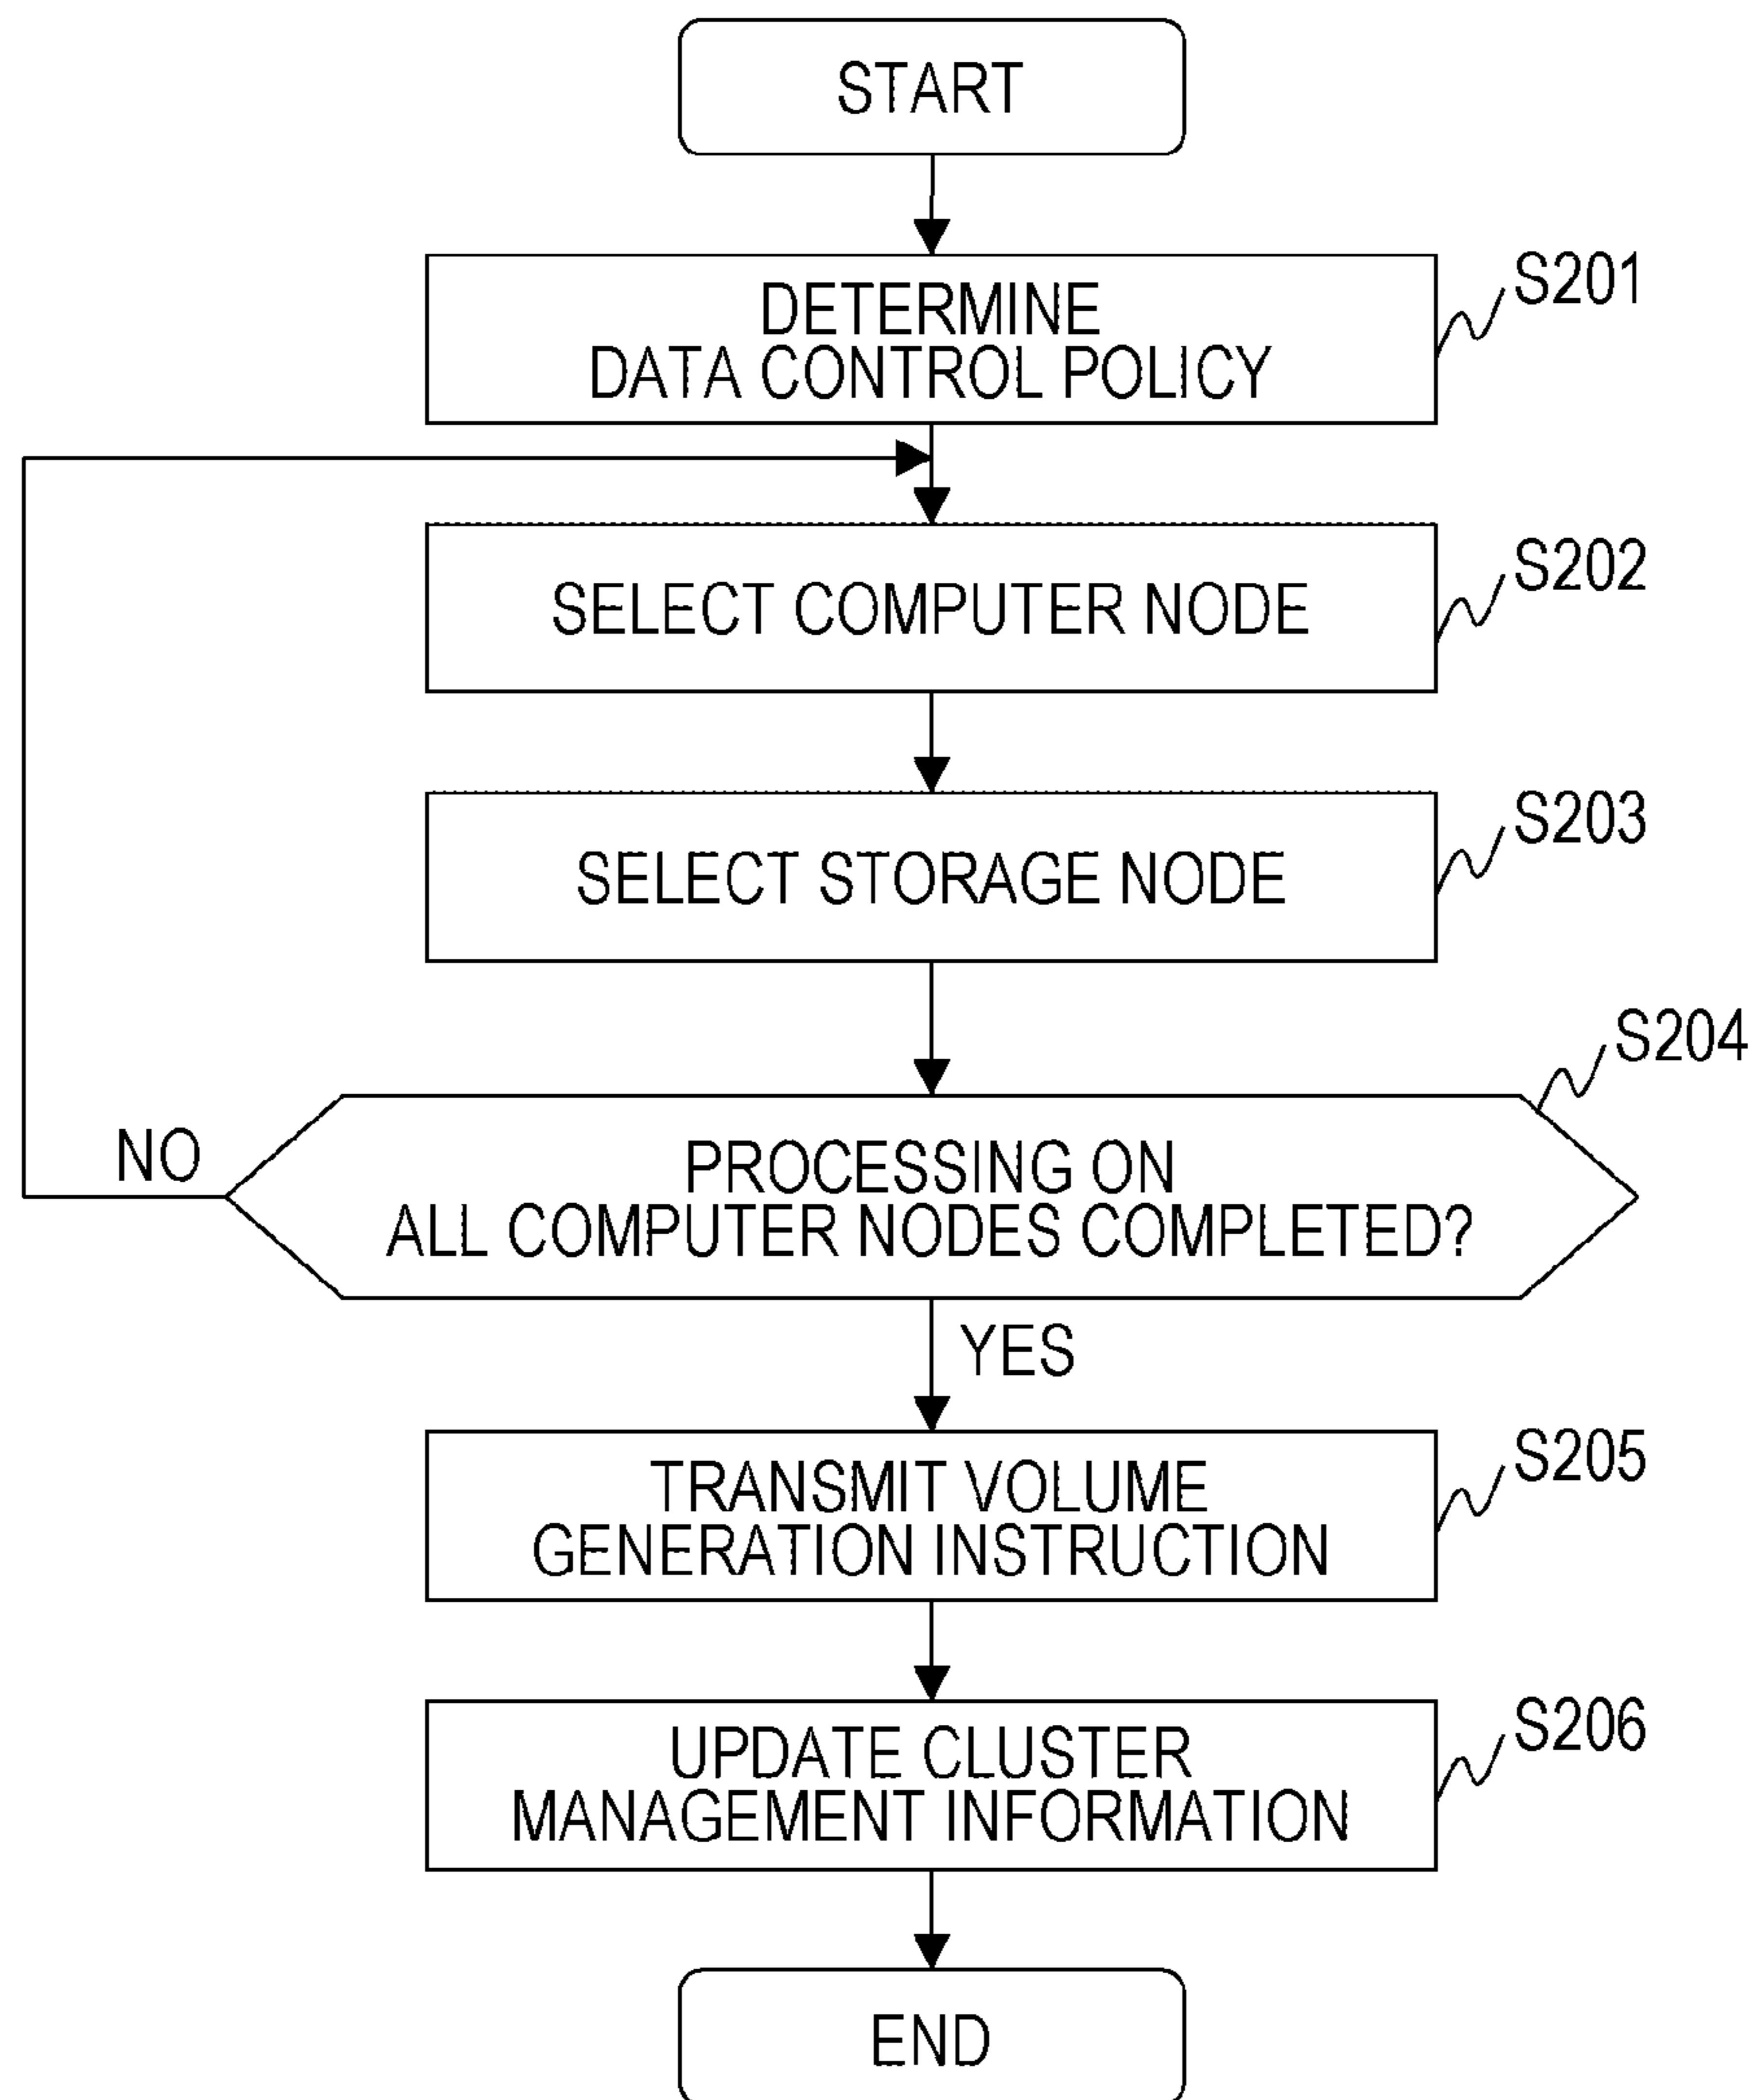 START
DETERMINE
DATA CONTROL POLICY
S201
SELECT COMPUTER NODE
S202
SELECT STORAGE NODE
S203
S204
NO
PROCESSING ON
ALL COMPUTER NODES COMPLETED?
YES
TRANSMIT VOLUME
GENERATION INSTRUCTION
S205
UPDATE CLUSTER
MANAGEMENT INFORMATION
S206
END